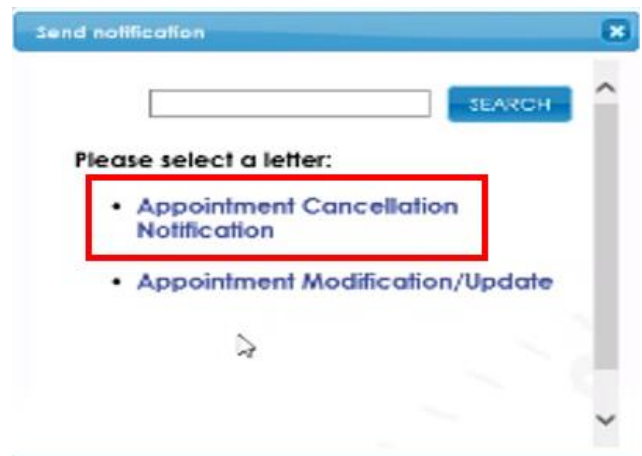 Send notification
SEARCH
Please select a letter:
• Appointment Cancellation
Notification
• Appointment Modification/Update